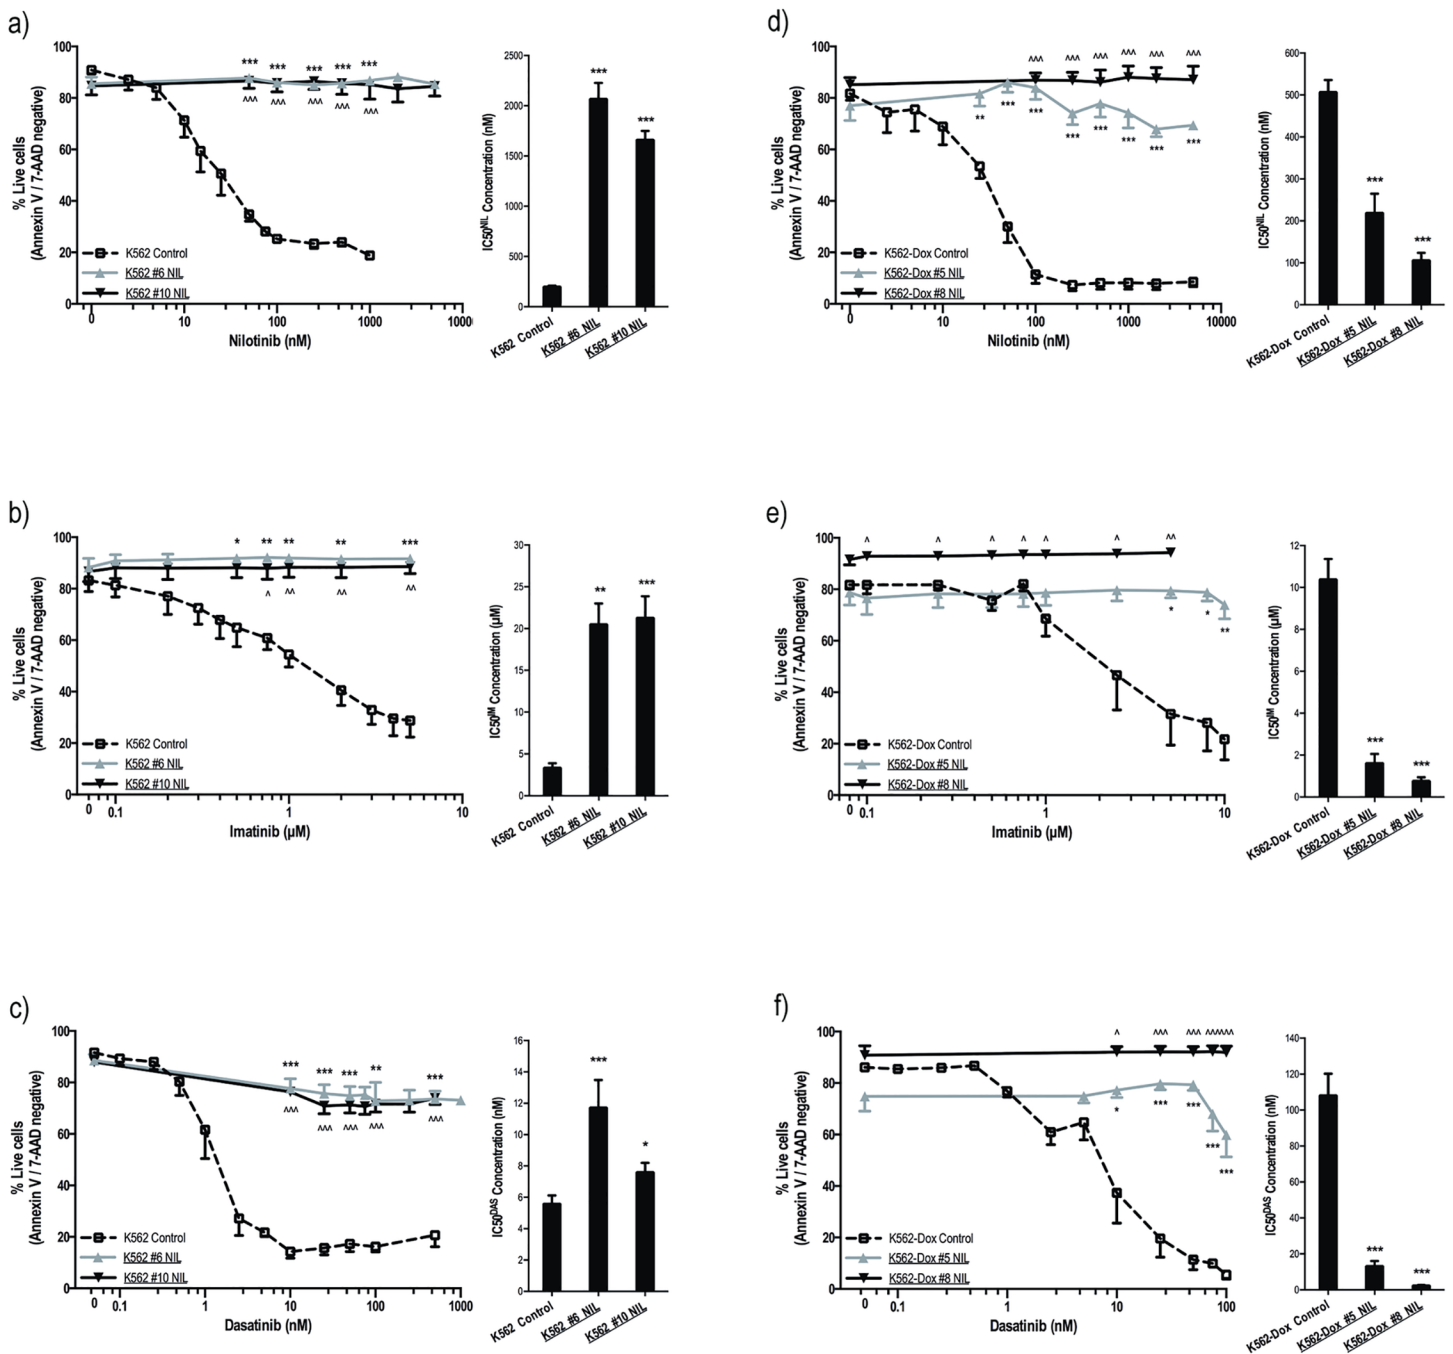 a)
100
80
60
40
20
0
% Live cells
(Annexin V / 7-AAD negative)
*** *** *** *** ***
^^^ ^^^ ^^^ ^^^ ^^^
K562 Control
K562 #6 NIL
K562 #10 NIL
0 10 100 1000 1000
Nilotinib (nM)
2500
2000
1500
1000
500
0
IC50NIL Concentration (nM)
***
***
K562 Control
K562 #6 NIL
K562 #10 NIL
d)
100
80
60
40
20
0
% Live cells
(Annexin V / 7-AAD negative)
^^^ ^^^ ^^^ ^^^ ^^^ ^^^
** *** *** *** *** *** *** ***
K562-Dox Control
K562-Dox #5 NIL
K562-Dox #8 NIL
0 10 100 1000 10000
Nilotinib (nM)
600
500
400
300
200
100
0
IC50NIL Concentration (nM)
***
***
K562-Dox Control
K562-Dox #5 NIL
K562-Dox #8 NIL
b)
100
80
60
40
20
0
% Live cells
(Annexin V / 7-AAD negative)
* ** ** ** ***
^ ^^ ^^ ^^
K562 Control
K562 #6 NIL
K562 #10 NIL
0 0.1 1 10
Imatinib (µM)
30
25
20
15
10
5
0
IC50IM Concentration (µM)
**
***
K562 Control
K562 #6 NIL
K562 #10 NIL
e)
100
80
60
40
20
0
% Live cells
(Annexin V / 7-AAD negative)
^ ^ ^ ^ ^ ^ ^^
* * **
K562-Dox Control
K562-Dox #5 NIL
K562-Dox #8 NIL
0 0.1 1 10
Imatinib (µM)
12
10
8
6
4
2
0
IC50IM Concentration (µM)
***
***
K562-Dox Control
K562-Dox #5 NIL
K562-Dox #8 NIL
c)
100
80
60
40
20
0
% Live cells
(Annexin V / 7-AAD negative)
*** *** *** ** ***
^^^ ^^^ ^^^ ^^^ ^^^
K562 Control
K562 #6 NIL
K562 #10 NIL
0 0.1 1 10 100 1000
Dasatinib (nM)
16
14
12
10
8
6
4
2
0
IC50DAS Concentration (nM)
***
*
K562 Control
K562 #6 NIL
K562 #10 NIL
f)
100
80
60
40
20
0
% Live cells
(Annexin V / 7-AAD negative)
^ ^^^ ^^^ ^^^^^^
* *** *** *** ***
K562-Dox Control
K562-Dox #5 NIL
K562-Dox #8 NIL
0 0.1 1 10 100
Dasatinib (nM)
140
120
100
80
60
40
20
0
IC50DAS Concentration (nM)
***
***
K562-Dox Control
K562-Dox #5 NIL
K562-Dox #8 NIL